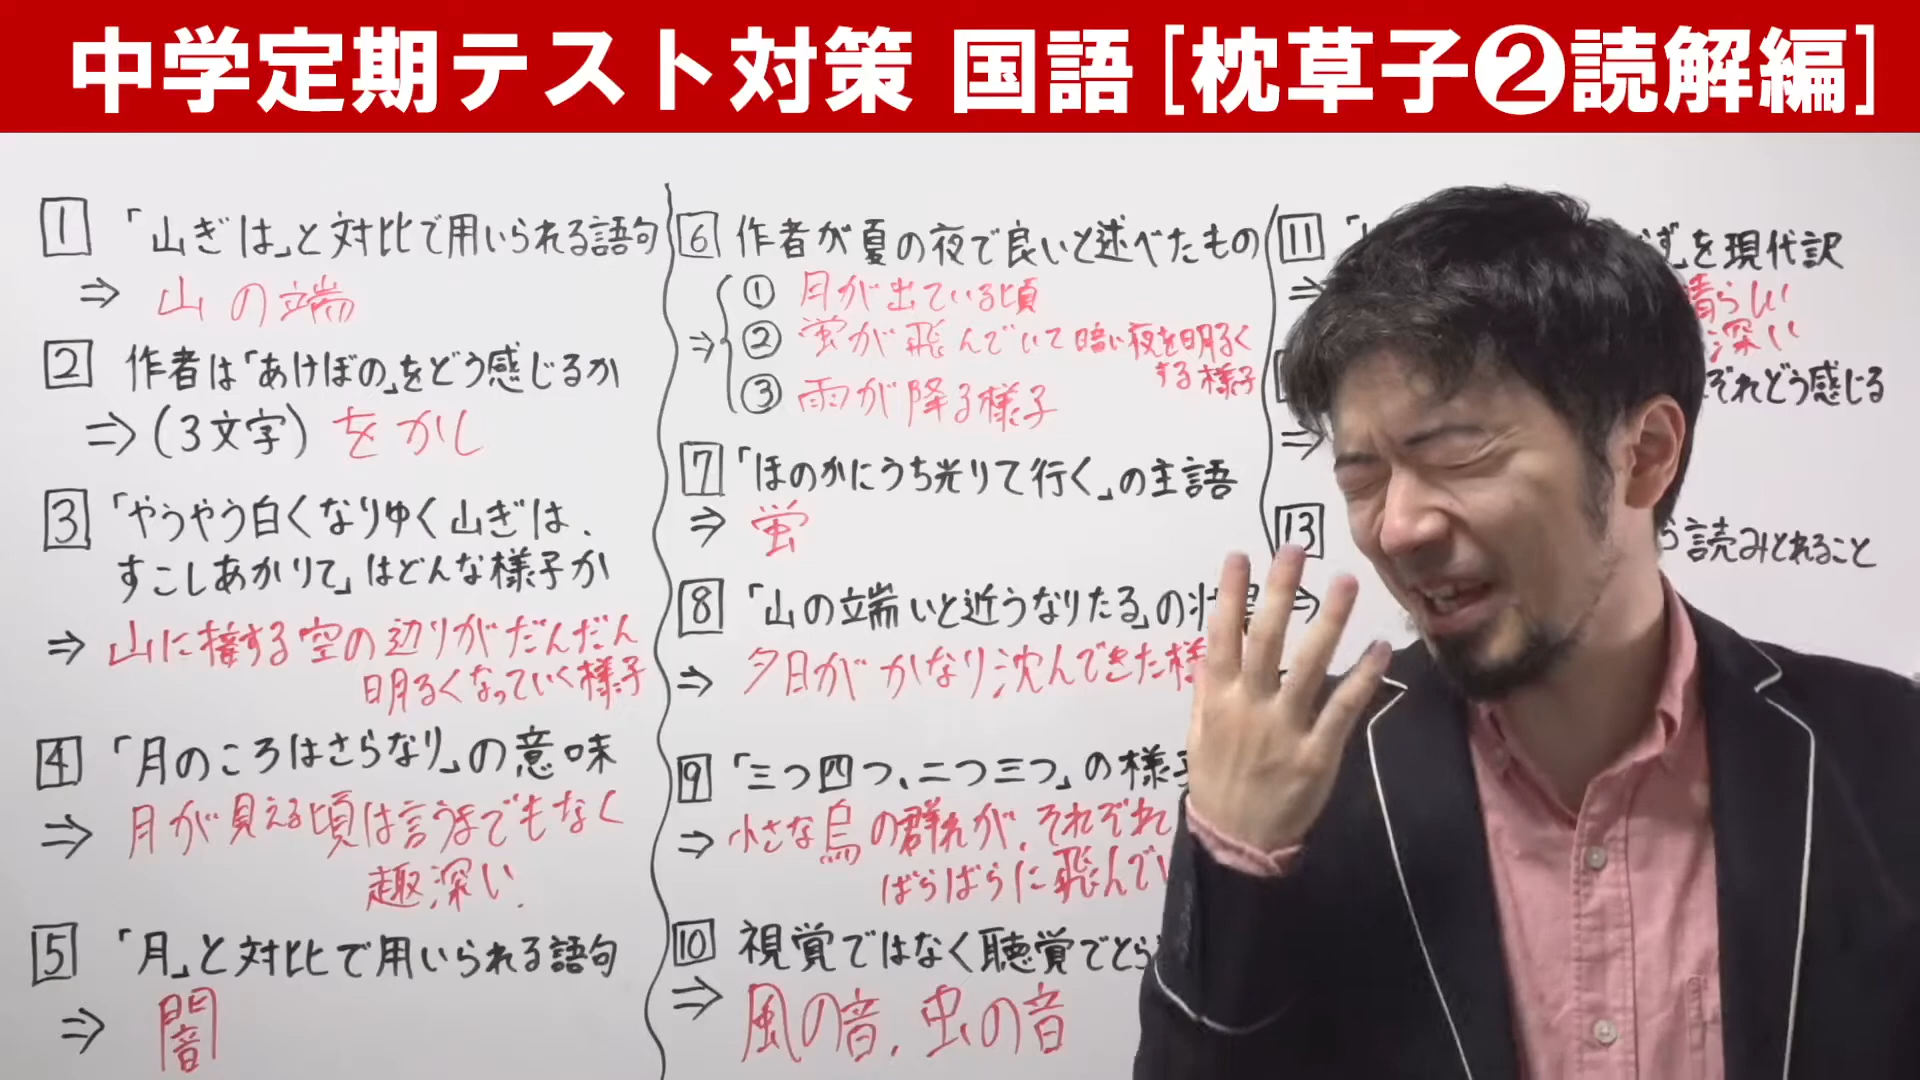 中学定期テスト対策 国語[枕草子❷読解編]
1 「山ぎは」と対比で用いられる語句
⇒ 山の端
2 作者は「あけぼの」をどう感じるか
⇒(3文字) をかし
3 「やうやう白くなりゆく山ぎは、
すこしあかりて」はどんな様子か
⇒ 山に接する空の辺りがだんだん
明るくなっていく様子
4 「月のころはさらなり」の意味
⇒ 月が見える頃は言うまでもなく
趣深い.
5 「月」と対比で用いられる語句
⇒ 闇
6 作者が夏の夜で良いと述べたもの
⇒ ① 月が出ている頃
② 蛍が飛んでいて暗い夜を明るく
する様子
③ 雨が降る様子
7 「ほのかにうち光りて行く」の主語
⇒ 蛍
8 「山の端いと近うなりたる」の
⇒ 夕日がかなり沈んできた様
9 「三つ四つ、二つ三つ」の様子
⇒ 小さな鳥の群れが、それぞれ
ばらばらに飛んでい
10 視覚ではなく聴覚でとら
⇒ 風の音、虫の音
11 「 ず」を現代訳
⇒ 晴らしい
深い
ぞれどう感じる
⇒
13 ら読みとれること
⇒